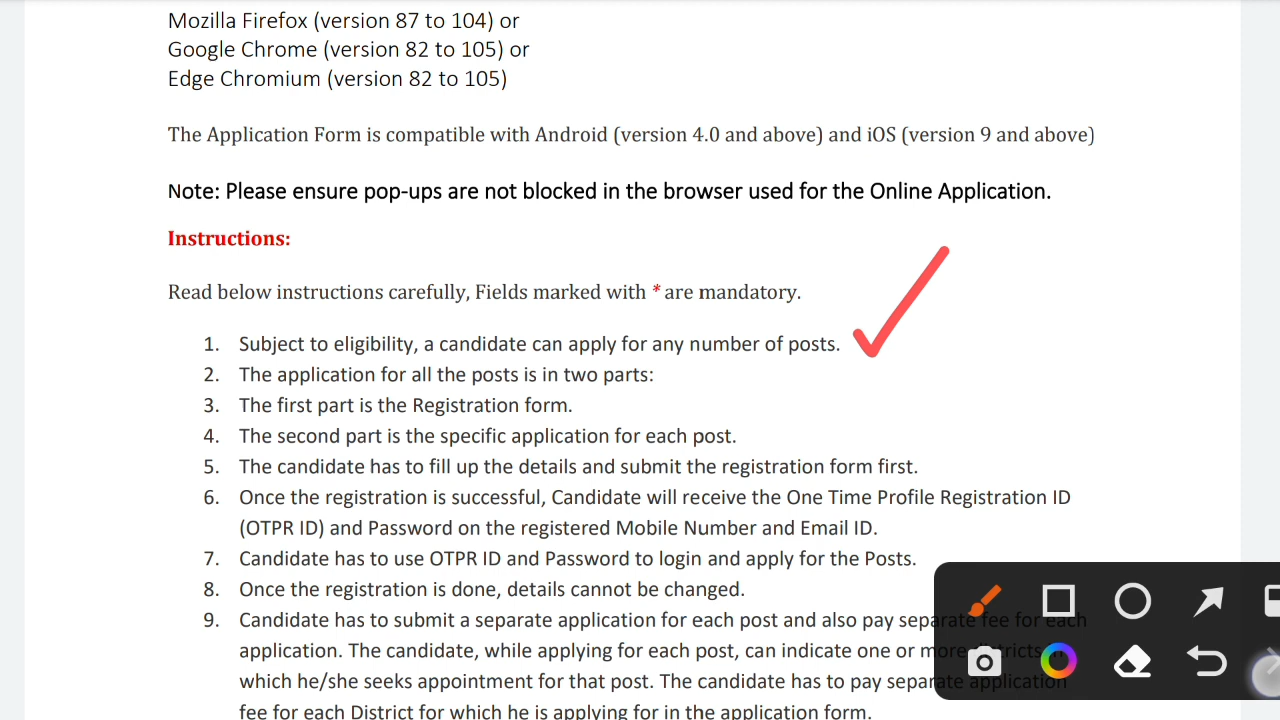 Mozilla Firefox (version 87 to 104) or
Google Chrome (version 82 to 105) or
Edge Chromium (version 82 to 105)
The Application Form is compatible with Android (version 4.0 and above) and iOS (version 9 and above)
Note: Please ensure pop-ups are not blocked in the browser used for the Online Application.
Instructions:
Read below instructions carefully, Fields marked with * are mandatory.
1. Subject to eligibility, a candidate can apply for any number of posts.
2. The application for all the posts is in two parts:
3. The first part is the Registration form.
4. The second part is the specific application for each post.
5. The candidate has to fill up the details and submit the registration form first.
6. Once the registration is successful, Candidate will receive the One Time Profile Registration ID
(OTPR ID) and Password on the registered Mobile Number and Email ID.
7. Candidate has to use OTPR ID and Password to login and apply for the Posts.
8. Once the registration is done, details cannot be changed.
9. Candidate has to submit a separate application for each post and also pay separate fee for each
application. The candidate, while applying for each post, can indicate one or more districts
which he/she seeks appointment for that post. The candidate has to pay separate application
fee for each District for which he is applying for in the application form.